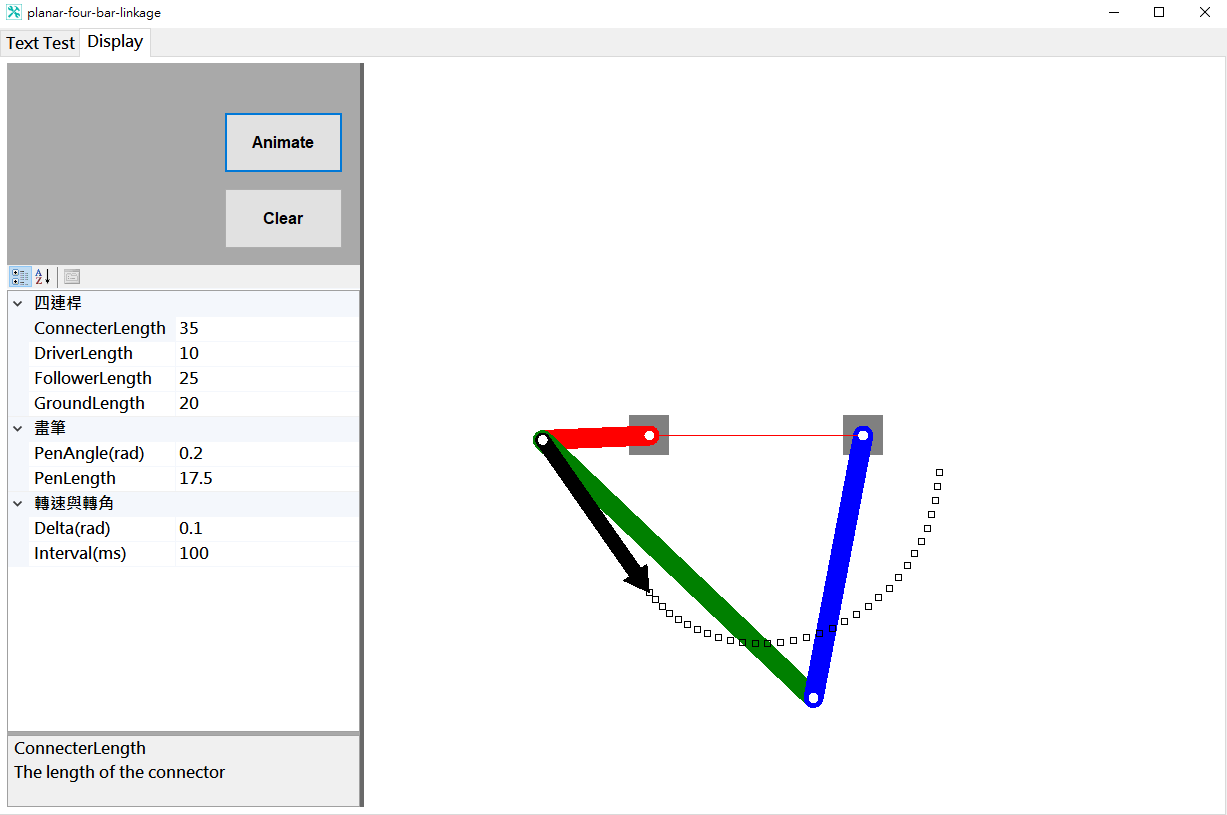 planar-four-bar-linkage
Text Test Display
Animate
Clear
四連桿
ConnecterLength 35
DriverLength 10
FollowerLength 25
GroundLength 20
畫筆
PenAngle(rad) 0.2
PenLength 17.5
轉速與轉角
Delta(rad) 0.1
Interval(ms) 100
ConnecterLength
The length of the connector